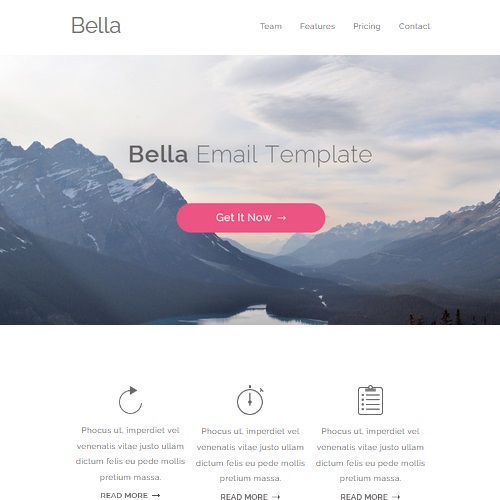 Bella
Team Features Pricing Contact
Bella Email Template
Get It Now →
Phocus ut, imperdiet vel
venenatis vitae justo ullam
dictum felis eu pede mollis
pretium massa.
READ MORE →
Phocus ut, imperdiet vel
venenatis vitae justo ullam
dictum felis eu pede mollis
pretium massa.
READ MORE →
Phocus ut, imperdiet vel
venenatis vitae justo ullam
dictum felis eu pede mollis
pretium massa.
READ MORE →